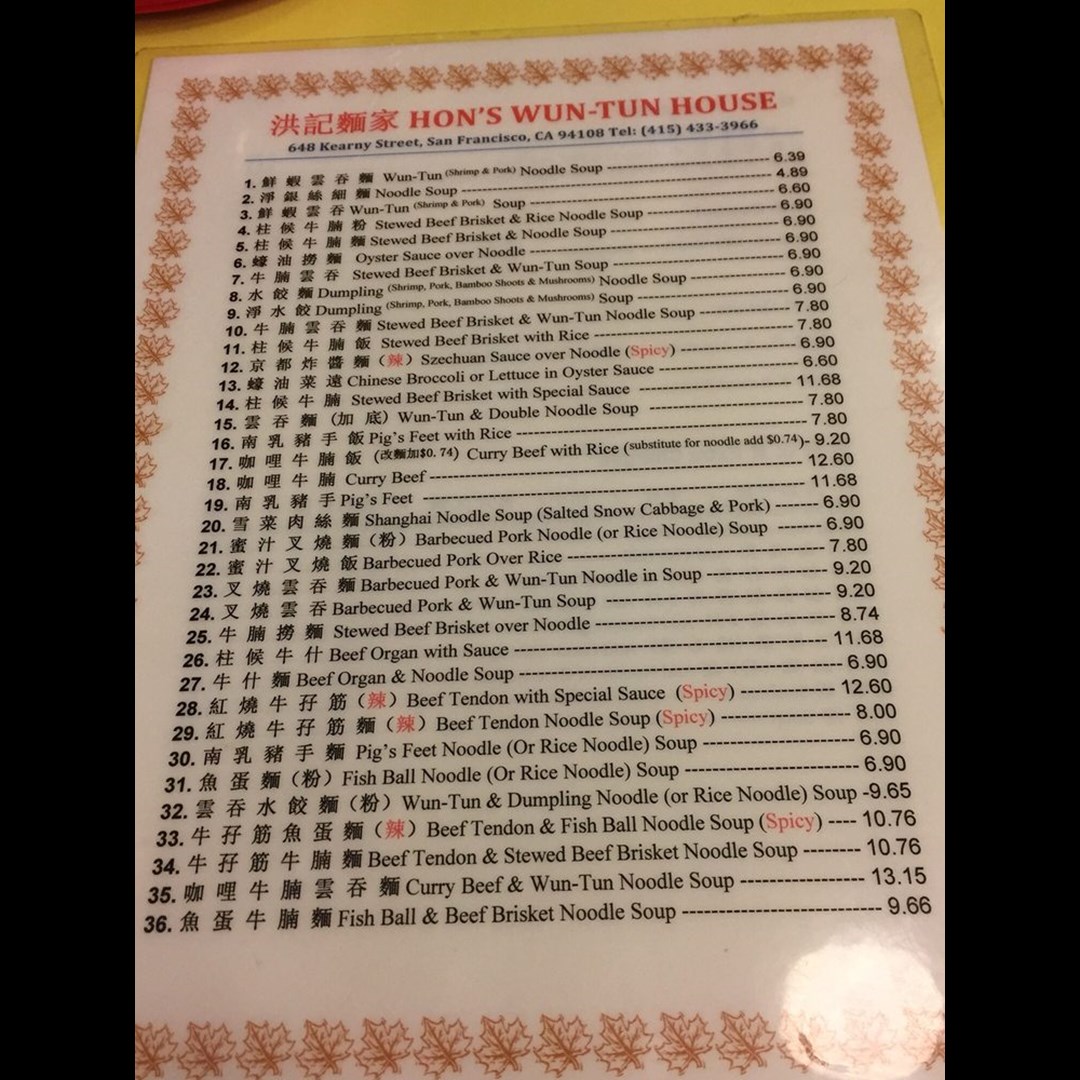 洪記麵家 HON'S WUN-TUN HOUSE
648 Kearny Street, San Francisco, CA 94108 Tel: (415) 433-3966
1. 鮮蝦雲吞麵 Wun-Tun (Shrimp & Pork) Noodle Soup 6.39
2. 淨銀絲細麵 Noodle Soup 4.89
3. 鮮蝦雲吞 Wun-Tun (Shrimp & Pork) Soup 6.60
4. 柱候牛腩粉 Stewed Beef Brisket & Rice Noodle Soup 6.90
5. 柱候牛腩麵 Stewed Beef Brisket & Noodle Soup 6.90
6. 蠔油撈麵 Oyster Sauce over Noodle 6.90
7. 牛腩雲吞 Stewed Beef Brisket & Wun-Tun Soup 6.90
8. 水餃麵 Dumpling (Shrimp, Pork, Bamboo Shoots & Mushrooms) Noodle Soup 6.90
9. 淨水餃 Dumpling (Shrimp, Pork, Bamboo Shoots & Mushrooms) Soup 6.90
10. 牛腩雲吞麵 Stewed Beef Brisket & Wun-Tun Noodle Soup 7.80
11. 柱候牛腩飯 Stewed Beef Brisket with Rice 7.80
12. 京都炸醬麵（辣）Szechuan Sauce over Noodle (Spicy) 6.90
13. 蠔油菜遠 Chinese Broccoli or Lettuce in Oyster Sauce 6.60
14. 柱候牛腩 Stewed Beef Brisket with Special Sauce 11.68
15. 雲吞麵（加底）Wun-Tun & Double Noodle Soup 7.80
16. 南乳豬手飯 Pig's Feet with Rice 7.80
17. 咖哩牛腩飯（改麵加$0.74）Curry Beef with Rice (substitute for noodle add $0.74)- 9.20
18. 咖哩牛腩 Curry Beef 12.60
19. 南乳豬手 Pig's Feet 11.68
20. 雪菜肉絲麵 Shanghai Noodle Soup (Salted Snow Cabbage & Pork) 6.90
21. 蜜汁叉燒麵（粉）Barbecued Pork Noodle (or Rice Noodle) Soup 6.90
22. 蜜汁叉燒飯 Barbecued Pork Over Rice 7.80
23. 叉燒雲吞麵 Barbecued Pork & Wun-Tun Noodle in Soup 9.20
24. 叉燒雲吞 Barbecued Pork & Wun-Tun Soup 9.20
25. 牛腩撈麵 Stewed Beef Brisket over Noodle 8.74
26. 柱候牛什 Beef Organ with Sauce 11.68
27. 牛什麵 Beef Organ & Noodle Soup 6.90
28. 紅燒牛孖筋（辣）Beef Tendon with Special Sauce (Spicy) 12.60
29. 紅燒牛孖筋麵（辣）Beef Tendon Noodle Soup (Spicy) 8.00
30. 南乳豬手麵 Pig's Feet Noodle (Or Rice Noodle) Soup 6.90
31. 魚蛋麵（粉）Fish Ball Noodle (Or Rice Noodle) Soup 6.90
32. 雲吞水餃麵（粉）Wun-Tun & Dumpling Noodle (or Rice Noodle) Soup -9.65
33. 牛孖筋魚蛋麵（辣）Beef Tendon & Fish Ball Noodle Soup (Spicy) ---- 10.76
34. 牛孖筋牛腩麵 Beef Tendon & Stewed Beef Brisket Noodle Soup 10.76
35. 咖哩牛腩雲吞麵 Curry Beef & Wun-Tun Noodle Soup 13.15
36. 魚蛋牛腩麵 Fish Ball & Beef Brisket Noodle Soup 9.66